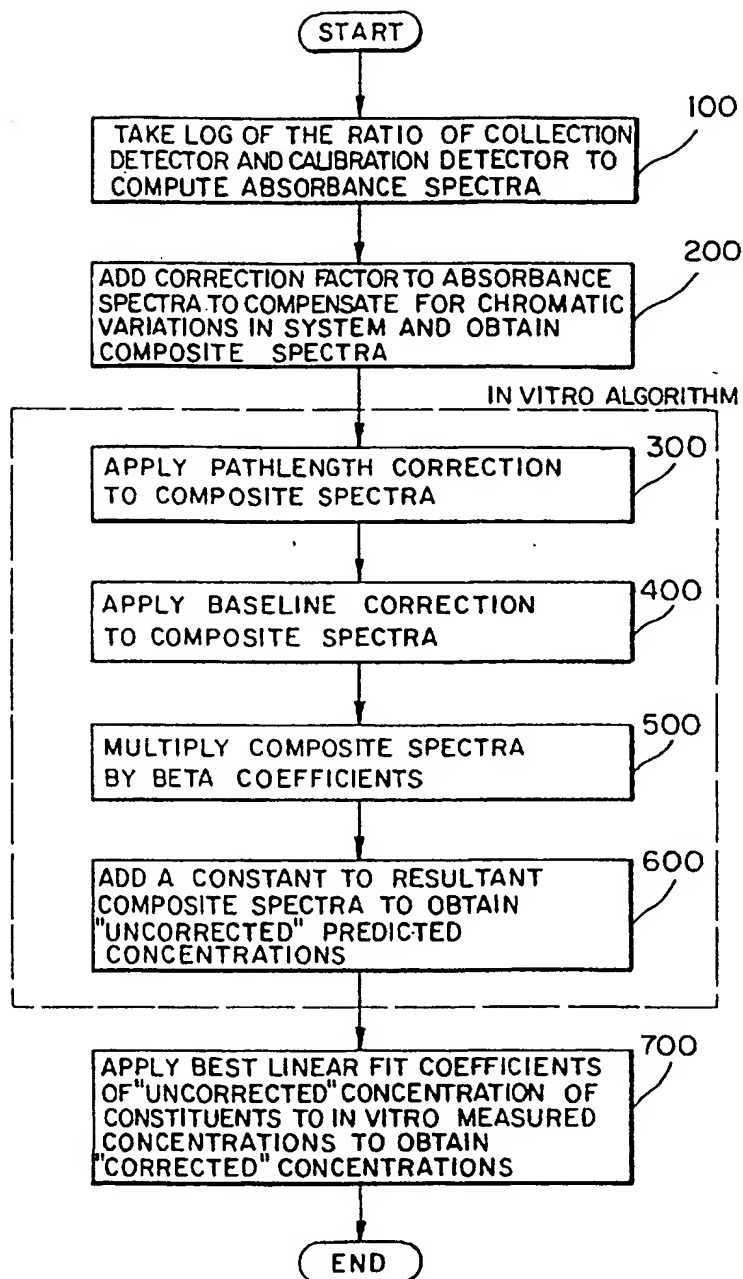 START
100
TAKE LOG OF THE RATIO OF COLLECTION
DETECTOR AND CALIBRATION DETECTOR TO
COMPUTE ABSORBANCE SPECTRA
200
ADD CORRECTION FACTOR TO ABSORBANCE
SPECTRA TO COMPENSATE FOR CHROMATIC
VARIATIONS IN SYSTEM AND OBTAIN
COMPOSITE SPECTRA
IN VITRO ALGORITHM
300
APPLY PATHLENGTH CORRECTION
TO COMPOSITE SPECTRA
400
APPLY BASELINE CORRECTION
TO COMPOSITE SPECTRA
500
MULTIPLY COMPOSITE SPECTRA
BY BETA COEFFICIENTS
600
ADD A CONSTANT TO RESULTANT
COMPOSITE SPECTRA TO OBTAIN
"UNCORRECTED" PREDICTED
CONCENTRATIONS
700
APPLY BEST LINEAR FIT COEFFICIENTS
OF "UNCORRECTED" CONCENTRATION OF
CONSTITUENTS TO IN VITRO MEASURED
CONCENTRATIONS TO OBTAIN
"CORRECTED" CONCENTRATIONS
END